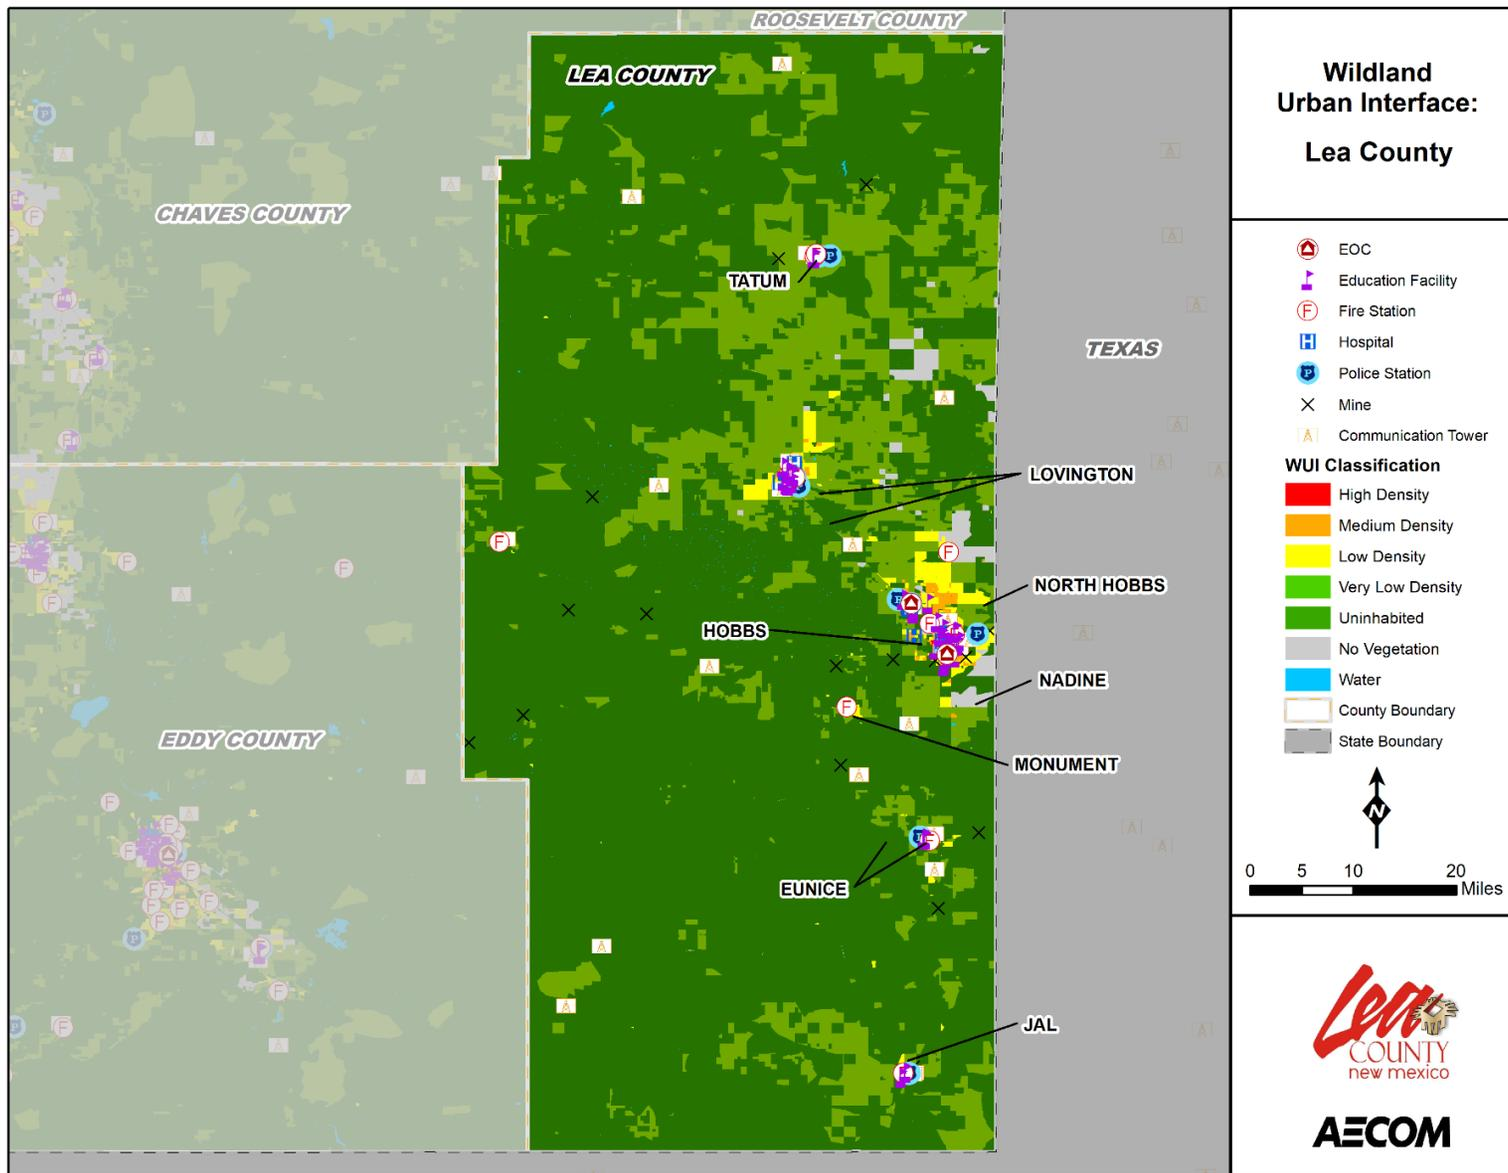 ROOSEVELT COUNTY
LEA COUNTY
CHAVES COUNTY
TATUM
TEXAS
LOVINGTON
NORTH HOBBS
HOBBS
NADINE
EDDY COUNTY
MONUMENT
EUNICE
JAL
Wildland
Urban Interface:
Lea County
EOC
Education Facility
F Fire Station
H Hospital
P Police Station
Mine
Communication Tower
WUI Classification
High Density
Medium Density
Low Density
Very Low Density
Uninhabited
No Vegetation
Water
County Boundary
State Boundary
N
0 5 10 20
Miles
Lea
COUNTY
new mexico
AECOM